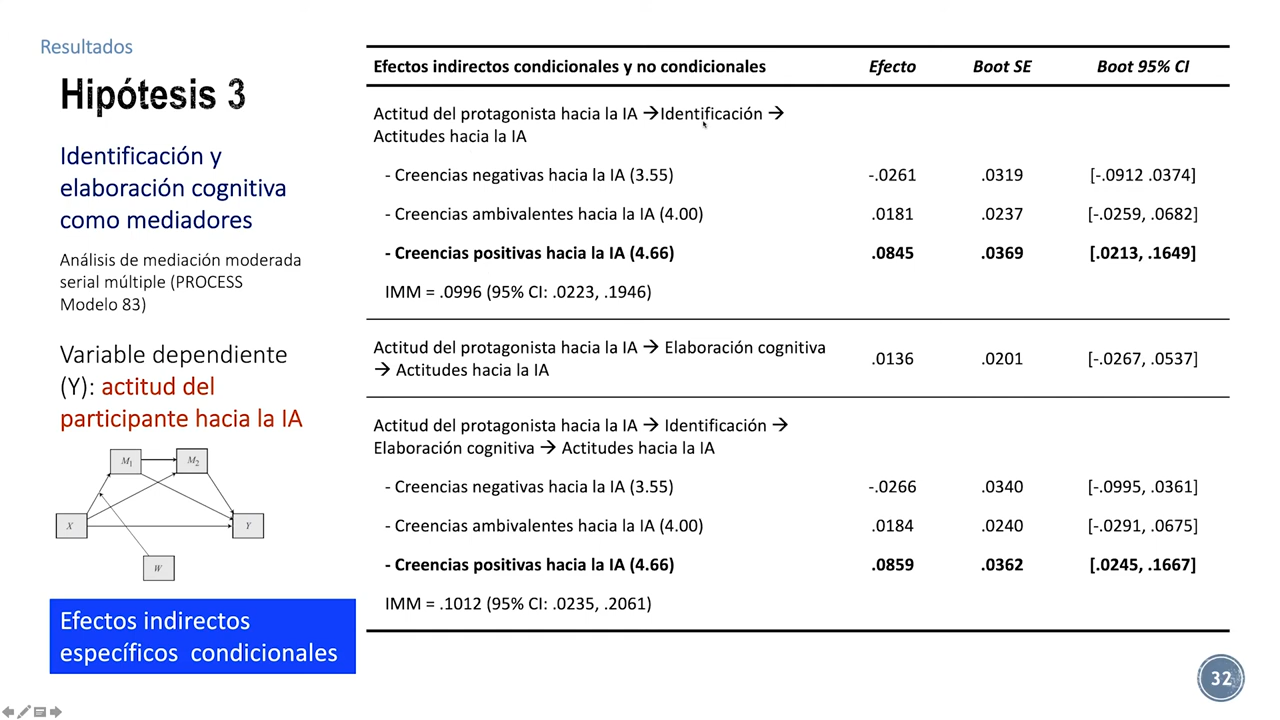 Resultados
Hipótesis 3
Identificación y
elaboración cognitiva
como mediadores
Análisis de mediación moderada
serial múltiple (PROCESS
Modelo 83)
Variable dependiente
(Y): actitud del
participante hacia la IA
M1
M2
X
Y
W
Efectos indirectos
específicos condicionales
Efectos indirectos condicionales y no condicionales Efecto Boot SE Boot 95% CI
Actitud del protagonista hacia la IA →Identificación →
Actitudes hacia la IA
- Creencias negativas hacia la IA (3.55) -.0261 .0319 [-.0912 .0374]
- Creencias ambivalentes hacia la IA (4.00) .0181 .0237 [-.0259, .0682]
- Creencias positivas hacia la IA (4.66) .0845 .0369 [.0213, .1649]
IMM = .0996 (95% CI: .0223, .1946)
Actitud del protagonista hacia la IA → Elaboración cognitiva
→ Actitudes hacia la IA .0136 .0201 [-.0267, .0537]
Actitud del protagonista hacia la IA → Identificación →
Elaboración cognitiva → Actitudes hacia la IA
- Creencias negativas hacia la IA (3.55) -.0266 .0340 [-.0995, .0361]
- Creencias ambivalentes hacia la IA (4.00) .0184 .0240 [-.0291, .0675]
- Creencias positivas hacia la IA (4.66) .0859 .0362 [.0245, .1667]
IMM = .1012 (95% CI: .0235, .2061)
32